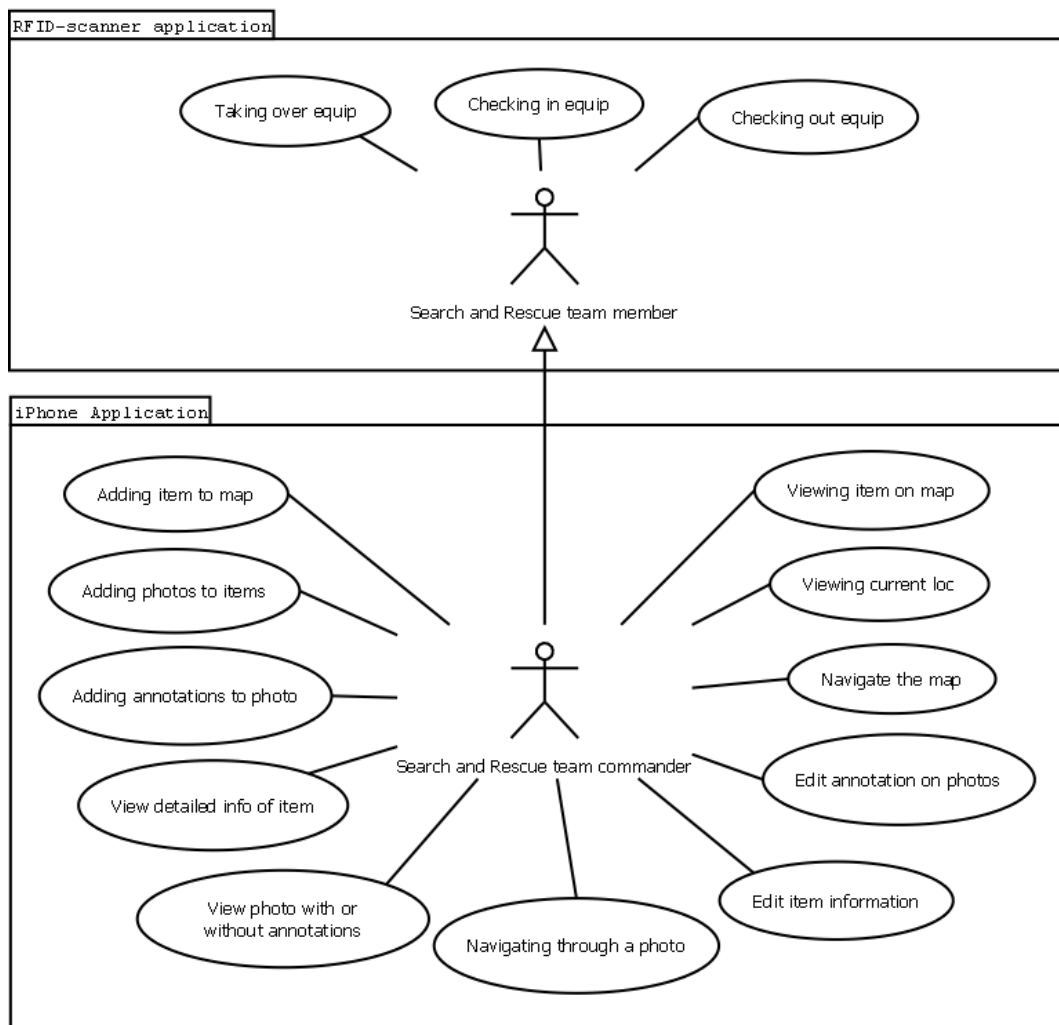 RFID-scanner application
Taking over equip
Checking in equip
Checking out equip
Search and Rescue team member
iPhone Application
Adding item to map
Viewing item on map
Adding photos to items
Viewing current loc
Adding annotations to photo
Navigate the map
Search and Rescue team commander
View detailed info of item
Edit annotation on photos
View photo with or
without annotations
Navigating through a photo
Edit item information